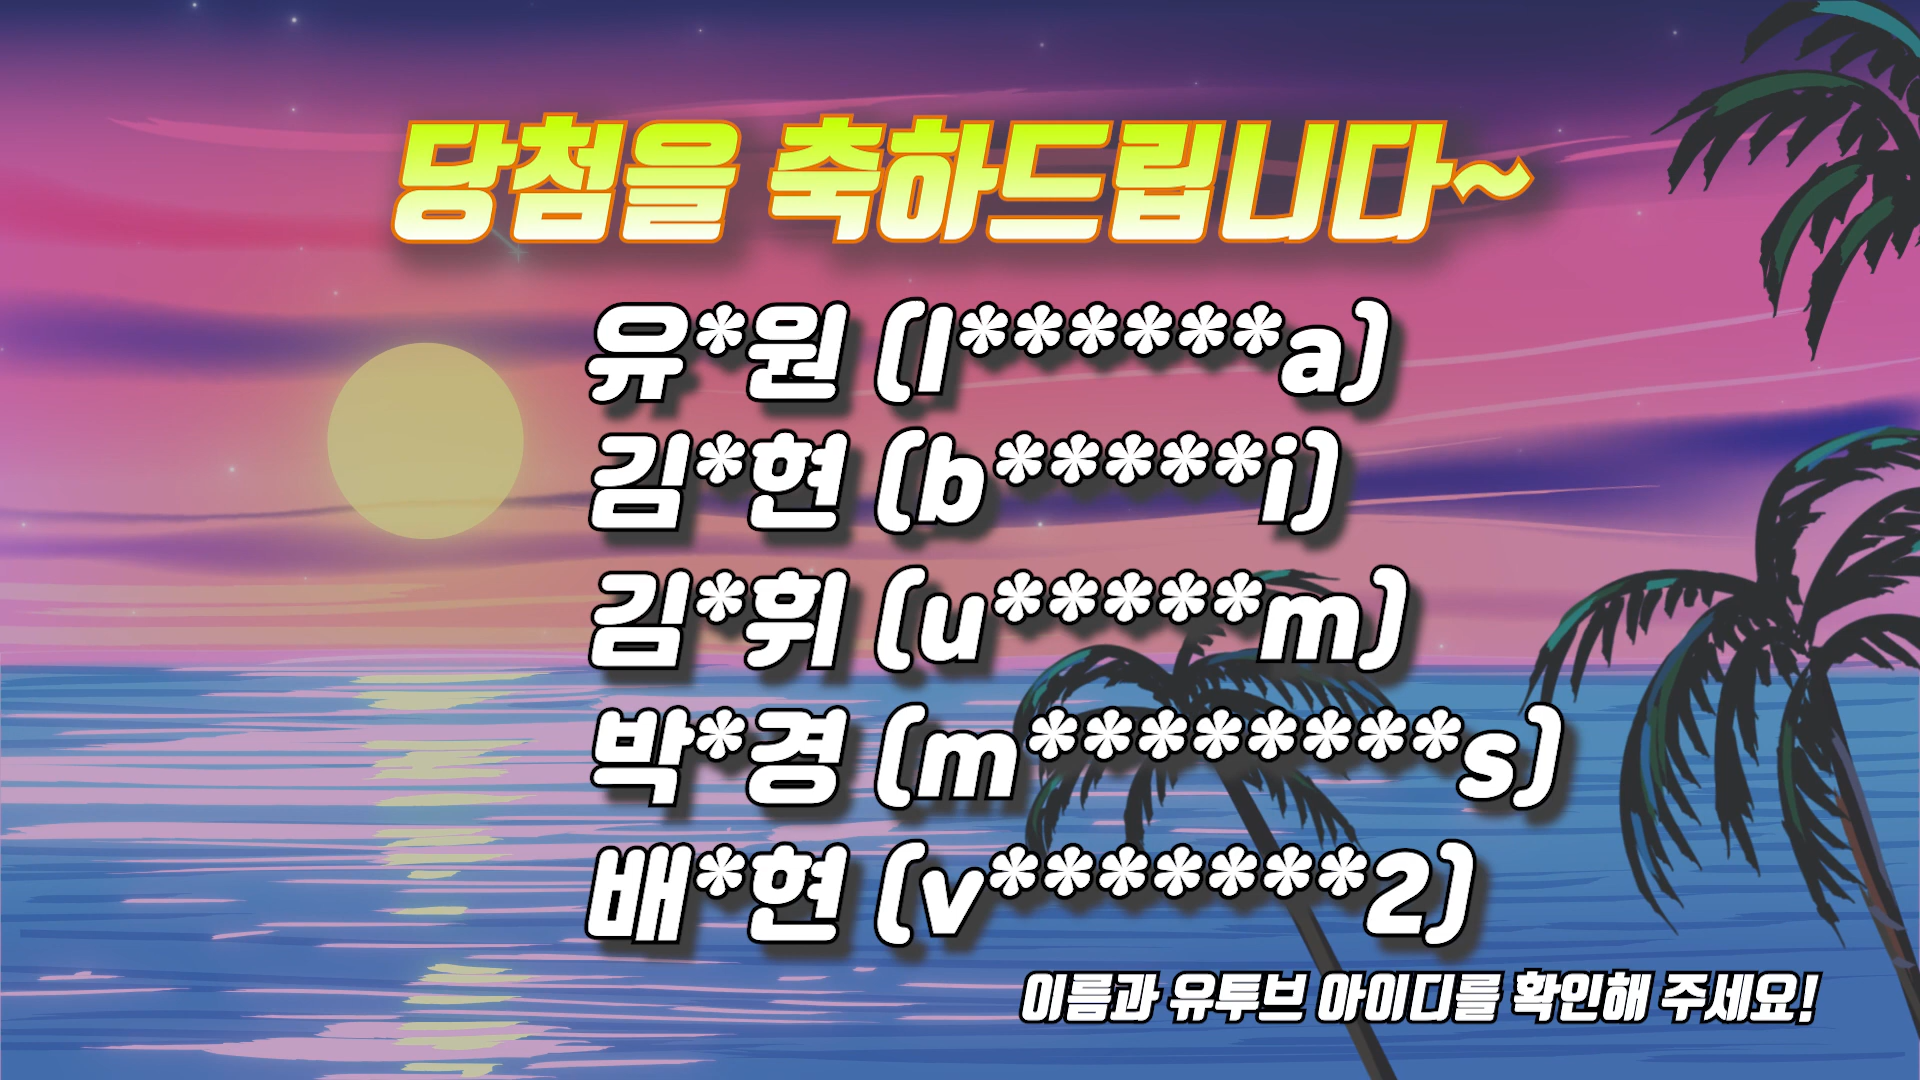 당첨을 축하드립니다~
유*원 (l******a)
김*현 (b*****i)
김*휘 (u*****m)
박*경 (m********s)
배*현 (v*******2)
이름과 유투브 아이디를 확인해 주세요!